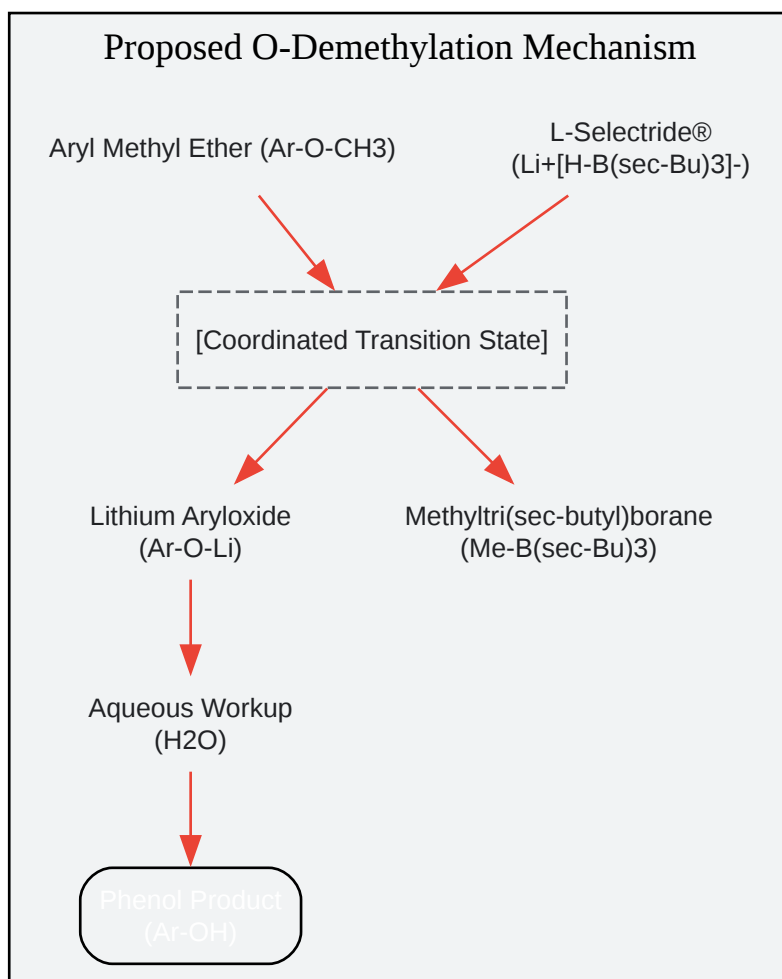 Proposed O-Demethylation Mechanism
Aryl Methyl Ether (Ar-O-CH3)
L-Selectride®
(Li+[H-B(sec-Bu)3]-)
[Coordinated Transition State]
Lithium Aryloxide
(Ar-O-Li)
Methyltri(sec-butyl)borane
(Me-B(sec-Bu)3)
Aqueous Workup
(H2O)
Phenol Product
(Ar-OH)